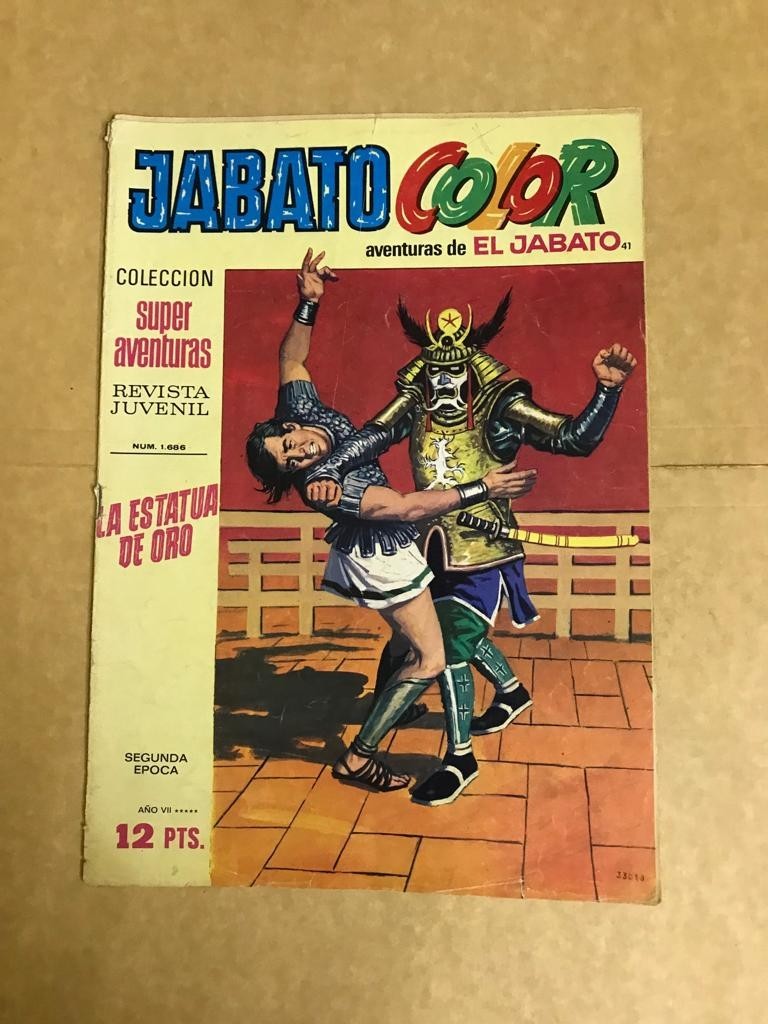 JABATO COLOR
aventuras de EL JABATO 41
COLECCION
super
aventuras
REVISTA
JUVENIL
NUM. 1.686
LA ESTATUA
DE ORO
SEGUNDA
EPOCA
AÑO VII *****
12 PTS.